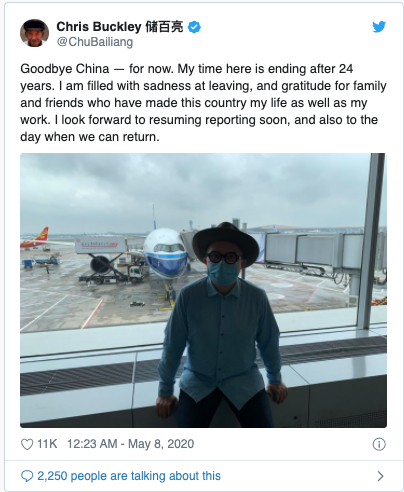 Chris Buckley 储百亮
@ChuBailiang
Goodbye China — for now. My time here is ending after 24
years. I am filled with sadness at leaving, and gratitude for family
and friends who have made this country my life as well as my
work. I look forward to resuming reporting soon, and also to the
day when we can return.
11K 12:23 AM - May 8, 2020
2,250 people are talking about this